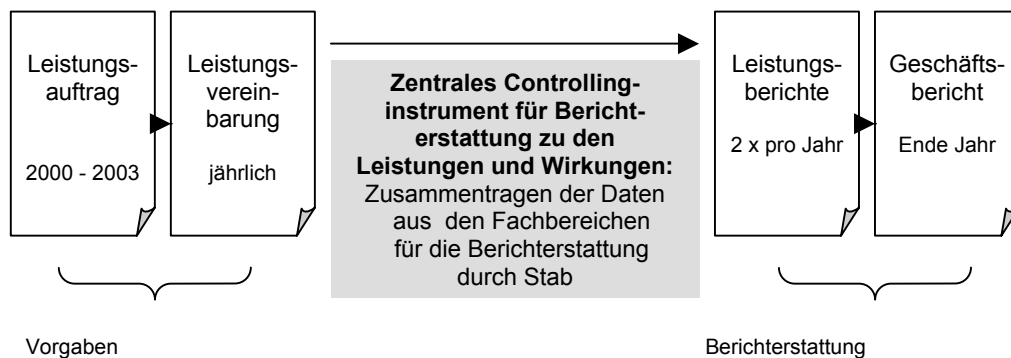 Leistungs-
auftrag
2000 - 2003
Leistungs-
verein-
barung
jährlich
Zentrales Controlling-
instrument für Bericht-
erstattung zu den
Leistungen und Wirkungen:
Zusammentragen der Daten
aus den Fachbereichen
für die Berichterstattung
durch Stab
Leistungs-
berichte
2 x pro Jahr
Geschäfts-
bericht
Ende Jahr
Vorgaben
Berichterstattung